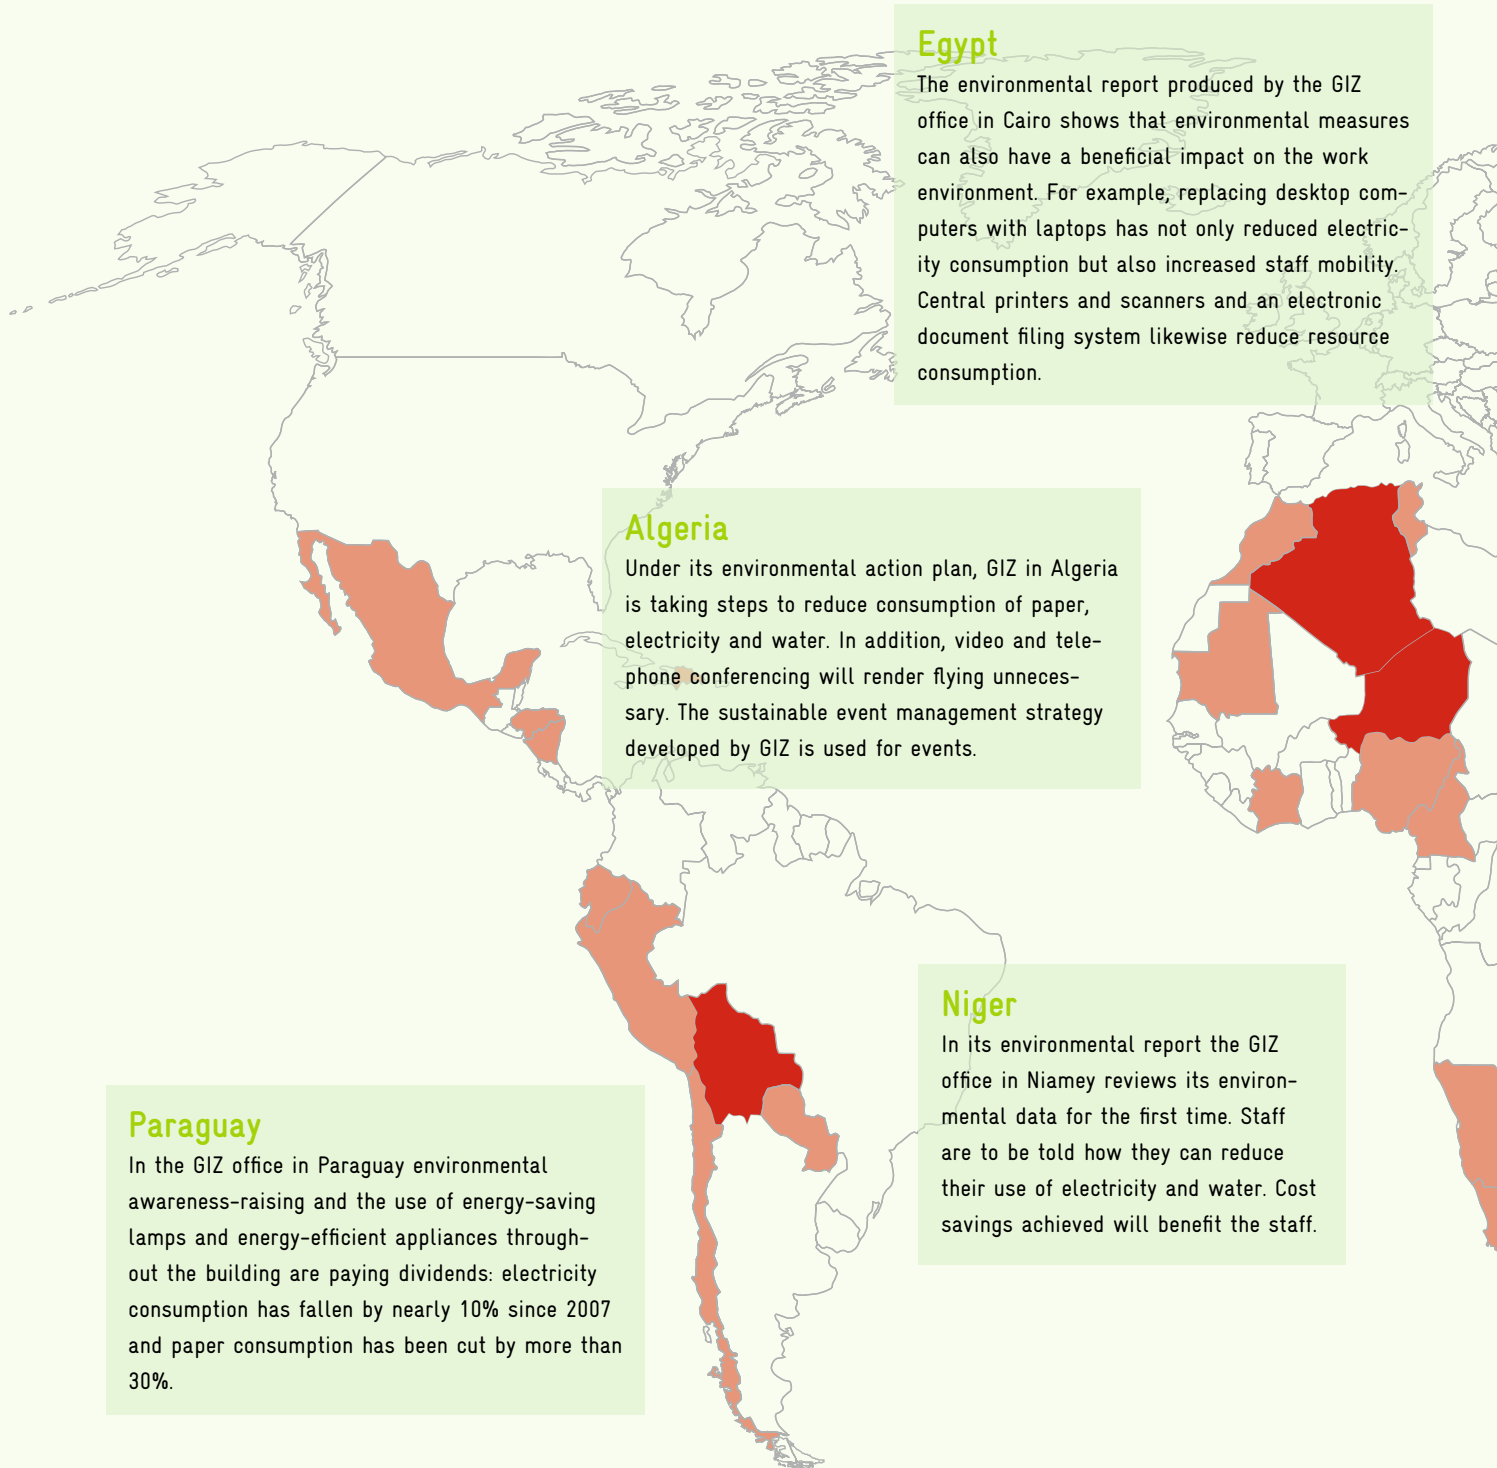 Egypt
The environmental report produced by the GIZ
office in Cairo shows that environmental measures
can also have a beneficial impact on the work
environment. For example, replacing desktop com-
puters with laptops has not only reduced electric-
ity consumption but also increased staff mobility.
Central printers and scanners and an electronic
document filing system likewise reduce resource
consumption.
Algeria
Under its environmental action plan, GIZ in Algeria
is taking steps to reduce consumption of paper,
electricity and water. In addition, video and tele-
phone conferencing will render flying unneces-
sary. The sustainable event management strategy
developed by GIZ is used for events.
Niger
In its environmental report the GIZ
office in Niamey reviews its environ-
mental data for the first time. Staff
are to be told how they can reduce
their use of electricity and water. Cost
savings achieved will benefit the staff.
Paraguay
In the GIZ office in Paraguay environmental
awareness-raising and the use of energy-saving
lamps and energy-efficient appliances through-
out the building are paying dividends: electricity
consumption has fallen by nearly 10% since 2007
and paper consumption has been cut by more than
30%.